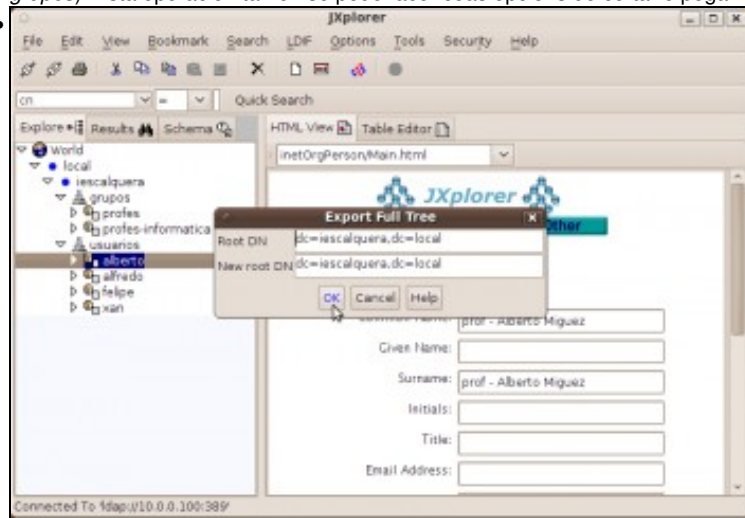 JXplorer
File Edit View Bookmark Search LDIF Options Tools Security Help
cn
=
Quick Search
Explore Results Schema
HTML View Table Editor
World
local
iescalquera
grupos
profes
profes-informatica
usuarios
alberto
alfredo
felipe
xan
inetOrgPerson/Main.html
JXplorer
Other
Export Full Tree
Root DN dc=iescalquera,dc=local
New root DN dc=iescalquera,dc=local
OK Cancel Help
prof - Alberto Miguez
Given Name:
Surname: prof - Alberto Miguez
Initials:
Title:
Email Address:
Connected To 'ldap://10.0.0.100:389'